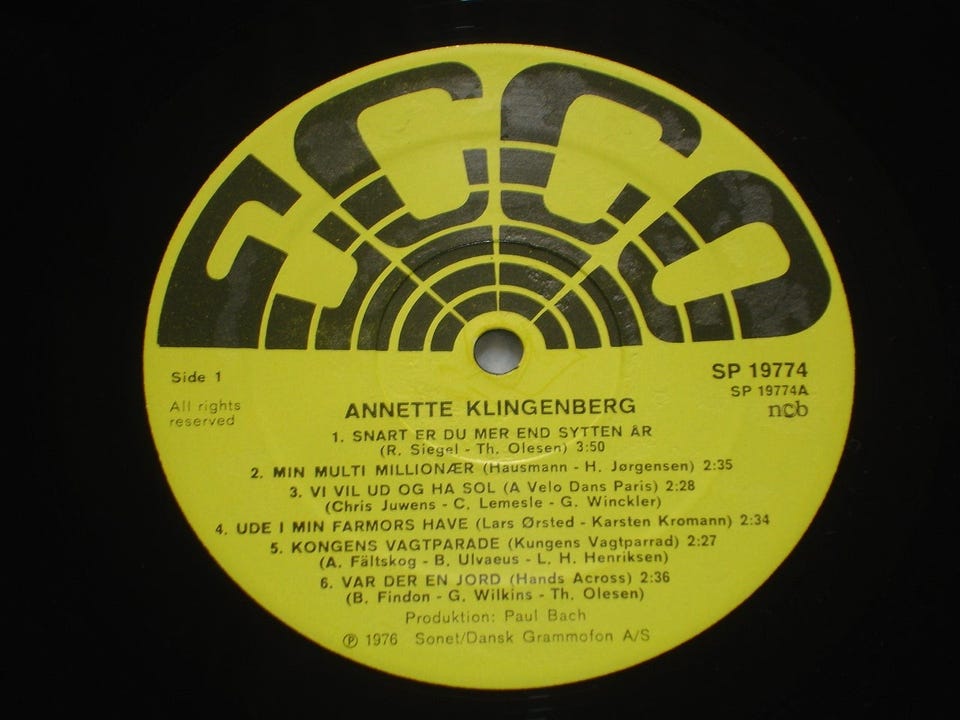 ECCO
Side 1
SP 19774
SP 19774A
All rights
reserved
ncb
ANNETTE KLINGENBERG
1. SNART ER DU MER END SYTTEN ÅR
(R. Siegel - Th. Olesen) 3:50
2. MIN MULTI MILLIONÆR (Hausmann - H. Jørgensen) 2:35
3. VI VIL UD OG HA SOL (A Velo Dans Paris) 2:28
(Chris Juwens - C. Lemesle - G. Winckler)
4. UDE I MIN FARMORS HAVE (Lars Ørsted - Karsten Kromann) 2:34
5. KONGENS VAGTPARADE (Kungens Vagtparrad) 2:27
(A. Fältskog - B. Ulvaeus - L. H. Henriksen)
6. VAR DER EN JORD (Hands Across) 2:36
(B. Findon - G. Wilkins - Th. Olesen)
Produktion: Paul Bach
Ⓟ 1976 Sonet/Dansk Grammofon A/S